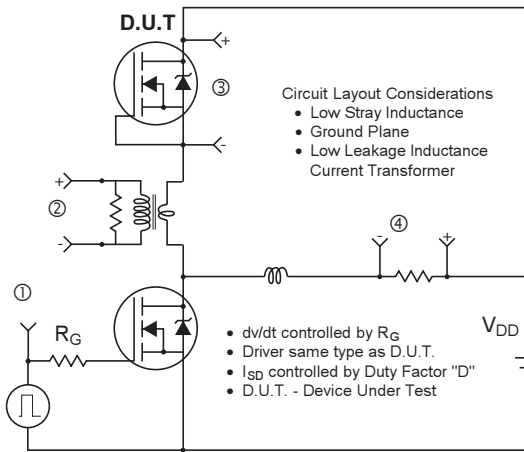 D.U.T
+
③
-
Circuit Layout Considerations
• Low Stray Inductance
• Ground Plane
• Low Leakage Inductance
Current Transformer
+
②
-
-
④
+
①
RG
• dv/dt controlled by RG
• Driver same type as D.U.T.
• ISD controlled by Duty Factor "D"
• D.U.T. - Device Under Test
VDD